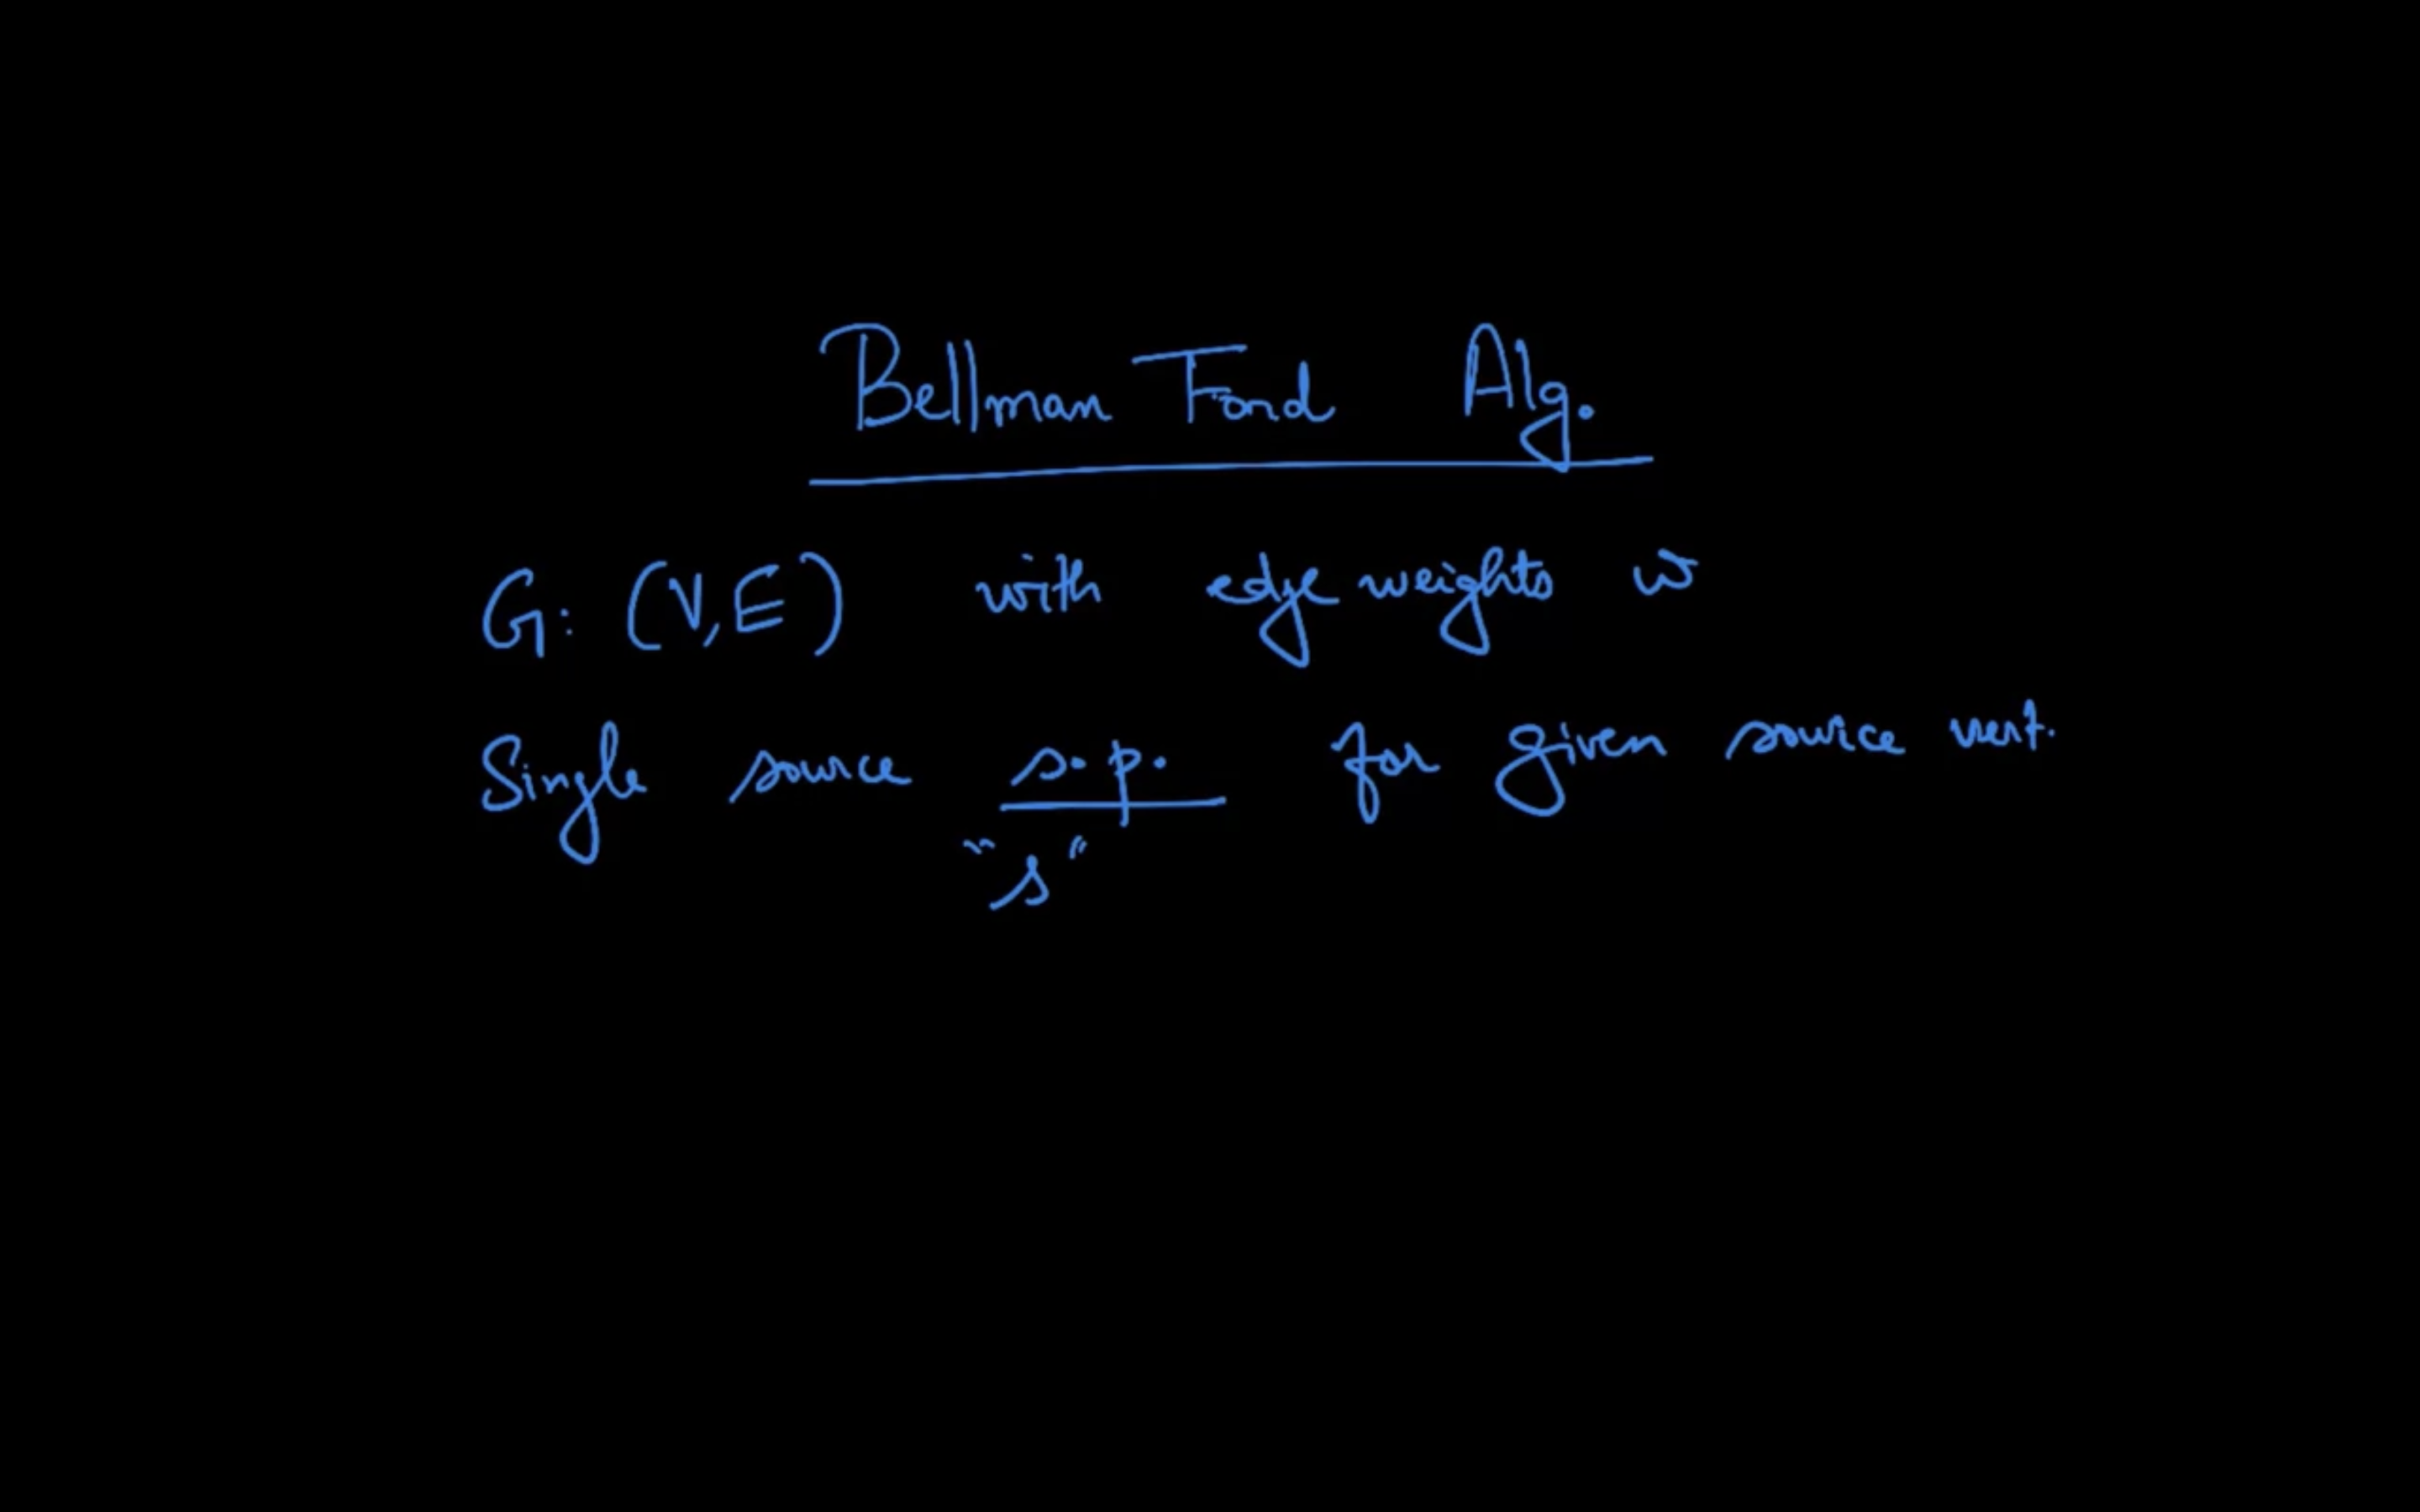 Bellman Ford Alg.
G: (V,E) with edge weights w
Single source s.p. for given source vert.
"s"